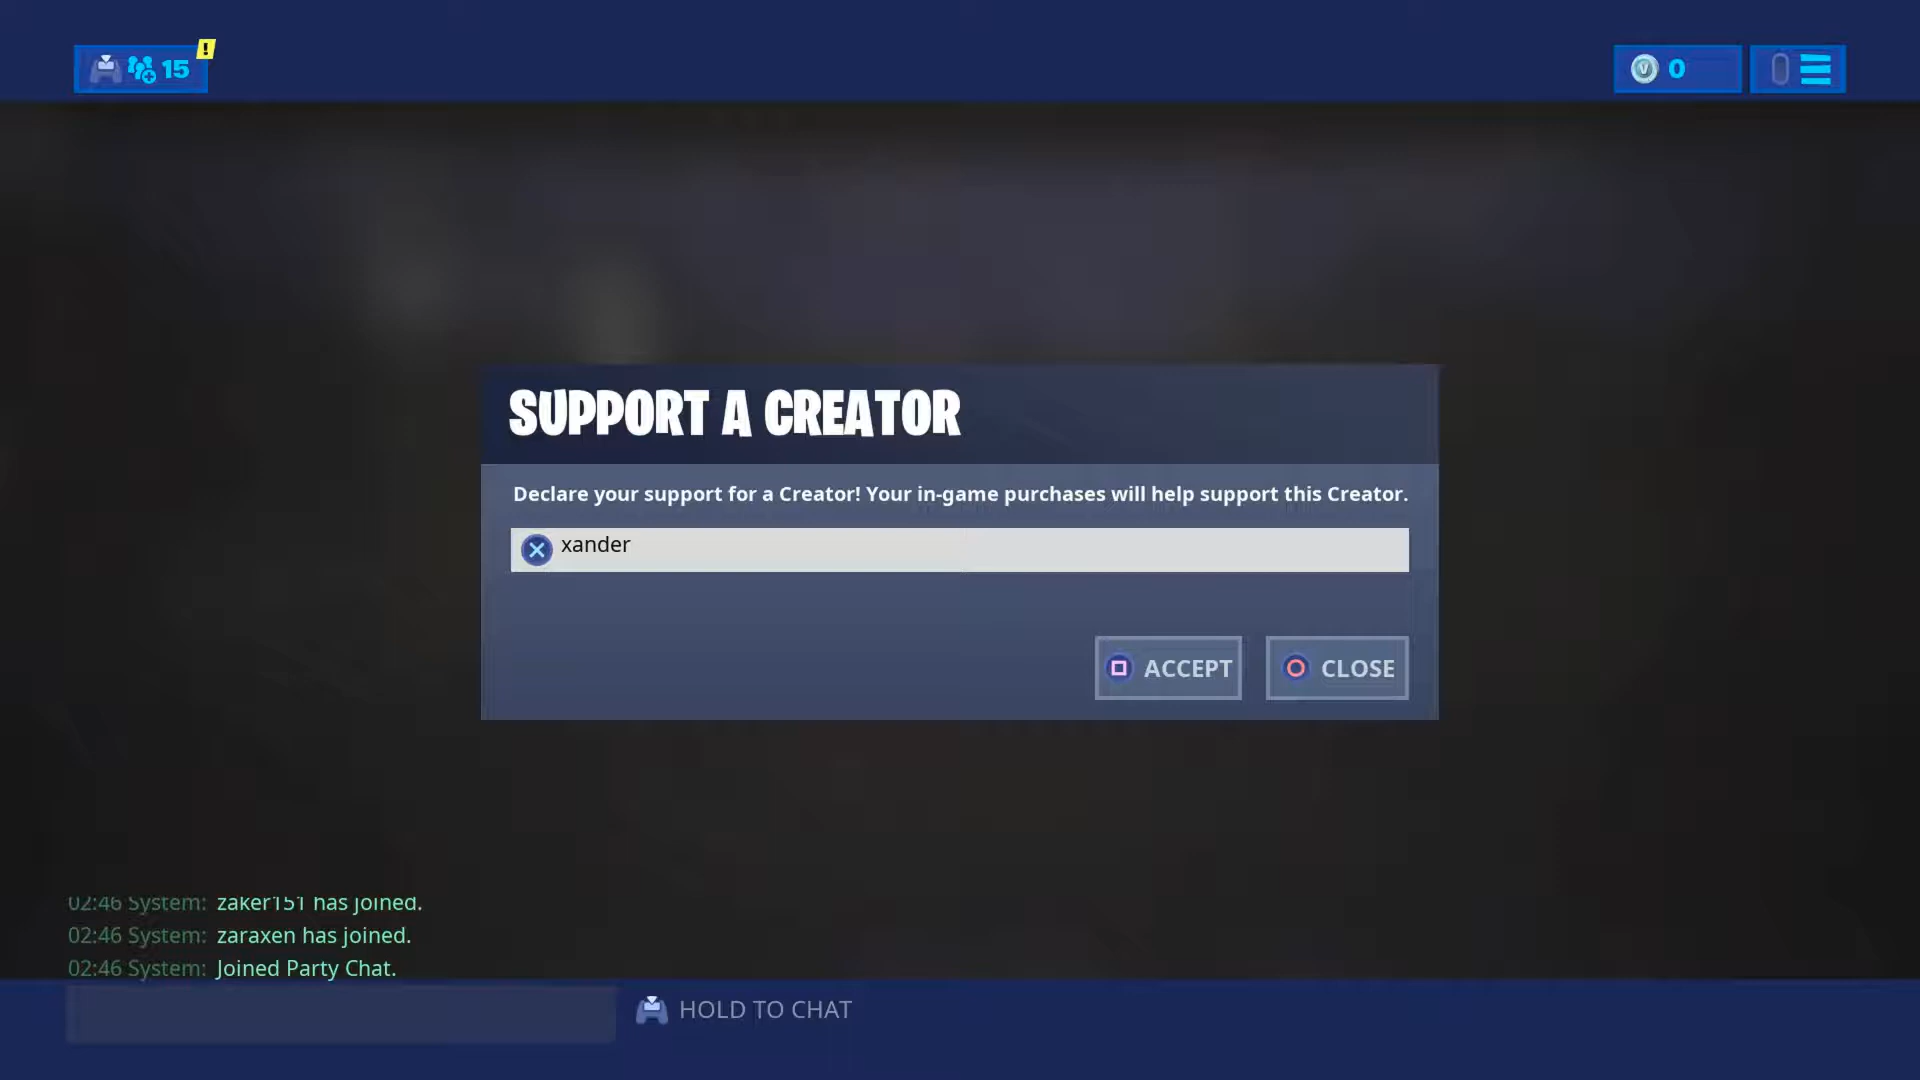 ! 
15
0
SUPPORT A CREATOR
Declare your support for a Creator! Your in-game purchases will help support this Creator.
xander
ACCEPT
CLOSE
02:46 System: zaker151 has joined.
02:46 System: zaraxen has joined.
02:46 System: Joined Party Chat.
HOLD TO CHAT